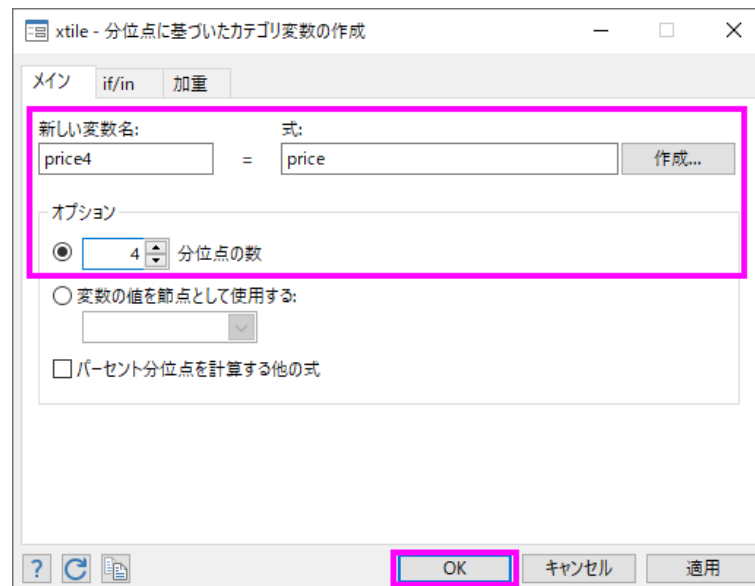 xtile - 分位点に基づいたカテゴリ変数の作成
メイン if/in 加重
新しい変数名: 式:
price4 = price 作成...
オプション
4 分位点の数
変数の値を節点として使用する:
パーセント分位点を計算する他の式
? OK キャンセル 適用